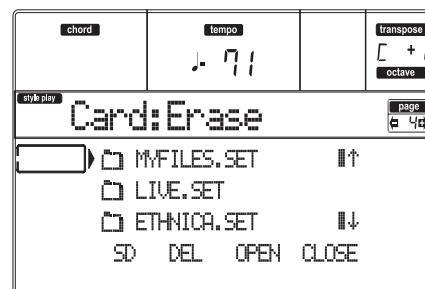 chord tempo transpose
♩. 71 [ +
octave
style play Card:Erase page
MYFILES.SET
LIVE.SET
ETHNICA.SET
SD DEL OPEN CLOSE